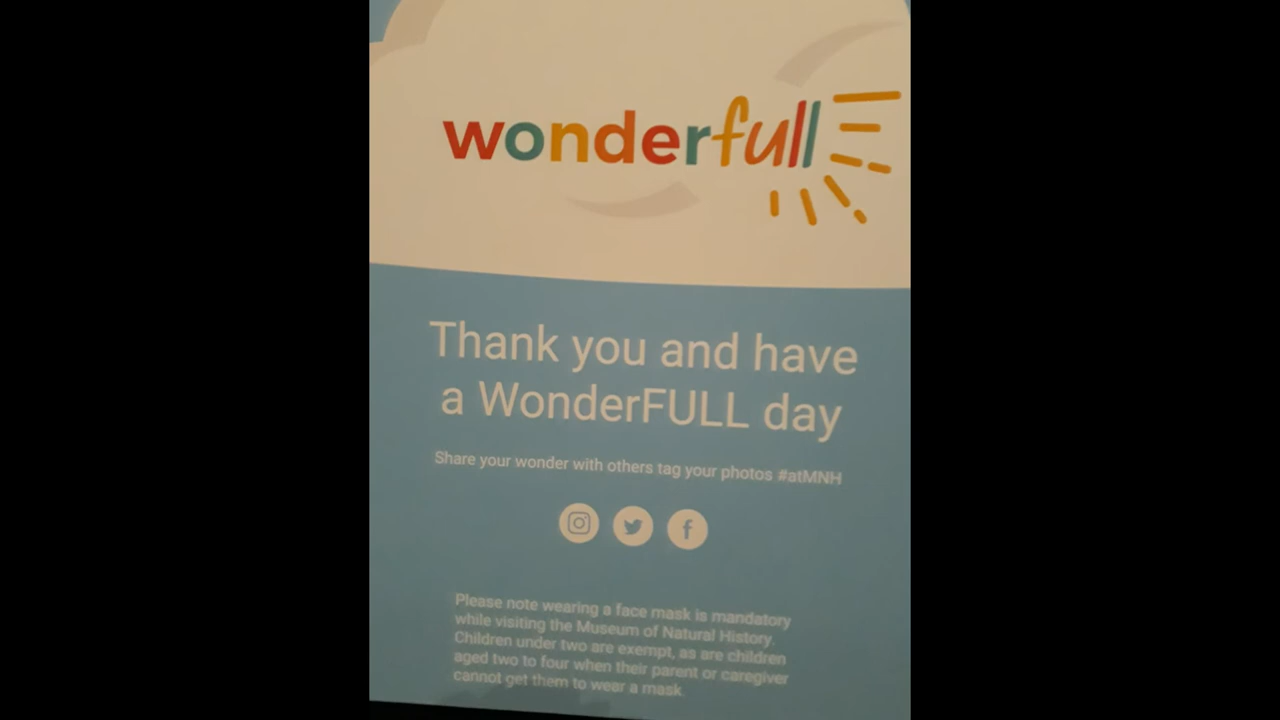 wonderfull
Thank you and have
a WonderFULL day
Share your wonder with others tag your photos #atMNH
Please note wearing a face mask is mandatory
while visiting the Museum of Natural History.
Children under two are exempt, as are children
aged two to four when their parent or caregiver
cannot get them to wear a mask.